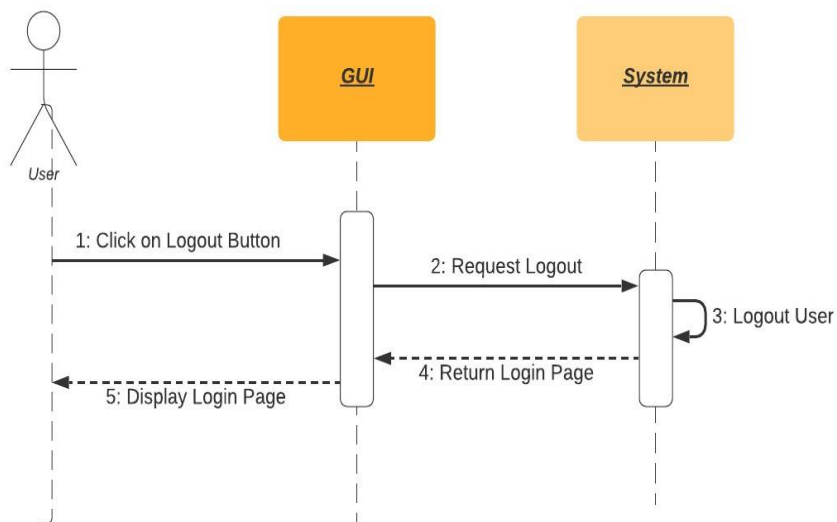 GUI
System
User
1: Click on Logout Button
2: Request Logout
3: Logout User
4: Return Login Page
5: Display Login Page